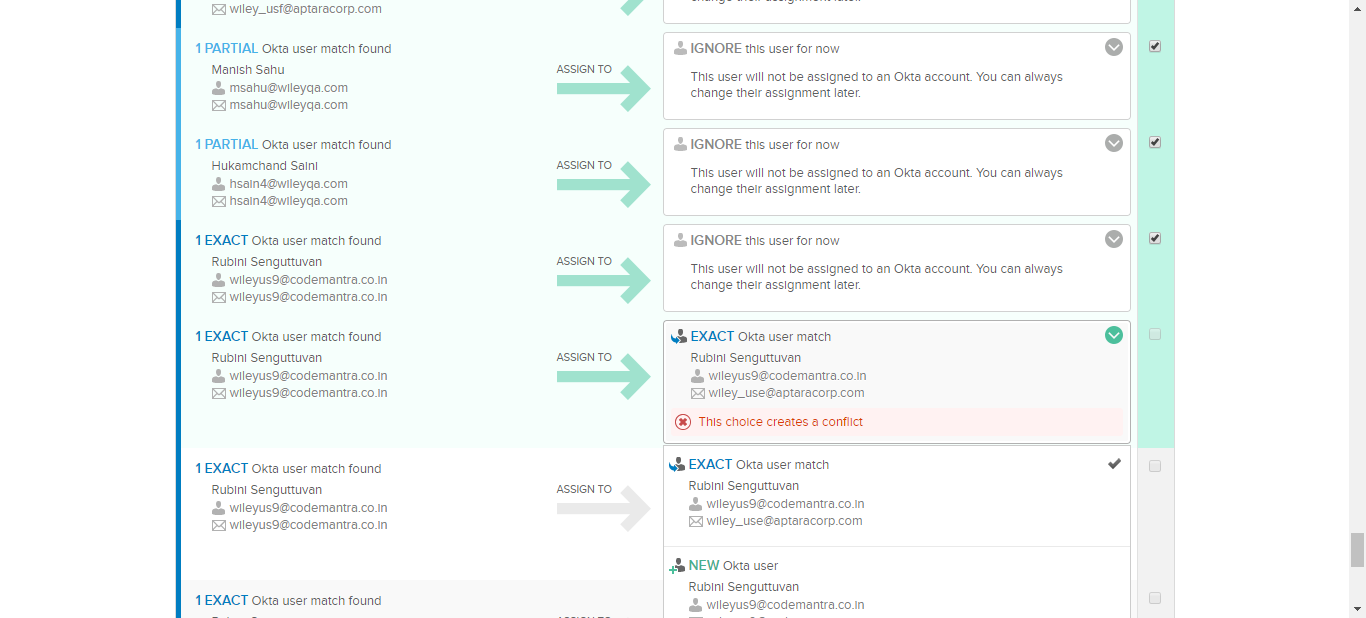 wiley_usf@aptaracorp.com
1 PARTIAL Okta user match found
Manish Sahu
msahu@wileyqa.com
msahu@wileyqa.com
ASSIGN TO
IGNORE this user for now
This user will not be assigned to an Okta account. You can always
change their assignment later.
1 PARTIAL Okta user match found
Hukamchand Saini
hsain4@wileyqa.com
hsain4@wileyqa.com
ASSIGN TO
IGNORE this user for now
This user will not be assigned to an Okta account. You can always
change their assignment later.
1 EXACT Okta user match found
Rubini Senguttuvan
wileyus9@codemantra.co.in
wileyus9@codemantra.co.in
ASSIGN TO
IGNORE this user for now
This user will not be assigned to an Okta account. You can always
change their assignment later.
1 EXACT Okta user match found
Rubini Senguttuvan
wileyus9@codemantra.co.in
wileyus9@codemantra.co.in
ASSIGN TO
EXACT Okta user match
Rubini Senguttuvan
wileyus9@codemantra.co.in
wiley_use@aptaracorp.com
This choice creates a conflict
1 EXACT Okta user match found
Rubini Senguttuvan
wileyus9@codemantra.co.in
wileyus9@codemantra.co.in
ASSIGN TO
EXACT Okta user match
Rubini Senguttuvan
wileyus9@codemantra.co.in
wiley_use@aptaracorp.com
NEW Okta user
Rubini Senguttuvan
wileyus9@codemantra.co.in
1 EXACT Okta user match found